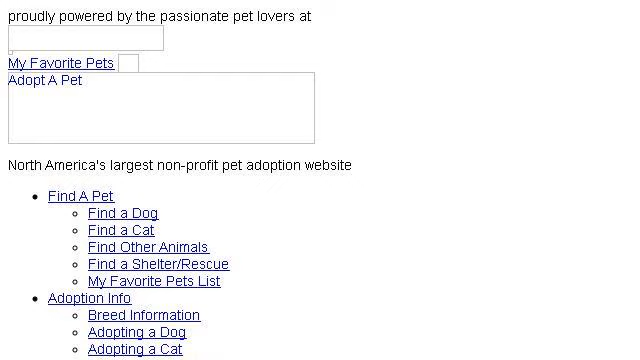 proudly powered by the passionate pet lovers at
My Favorite Pets
Adopt A Pet
North America's largest non-profit pet adoption website
Find A Pet
Find a Dog
Find a Cat
Find Other Animals
Find a Shelter/Rescue
My Favorite Pets List
Adoption Info
Breed Information
Adopting a Dog
Adopting a Cat